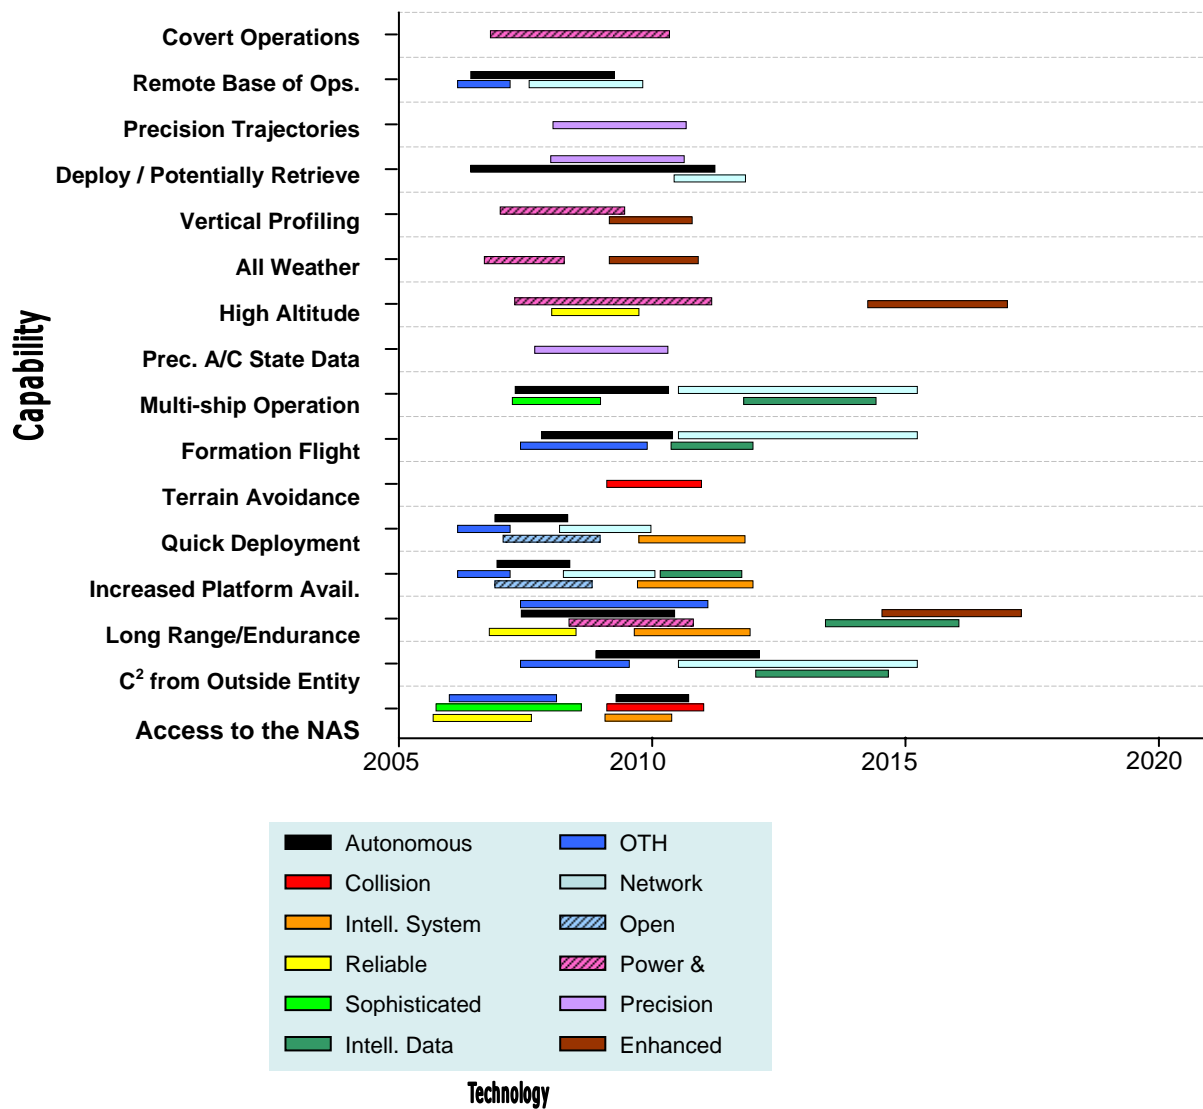 Capability
Covert Operations
Remote Base of Ops.
Precision Trajectories
Deploy / Potentially Retrieve
Vertical Profiling
All Weather
High Altitude
Prec. A/C State Data
Multi-ship Operation
Formation Flight
Terrain Avoidance
Quick Deployment
Increased Platform Avail.
Long Range/Endurance
C² from Outside Entity
Access to the NAS
2005 2010 2015 2020
Autonomous OTH
Collision Network
Intell. System Open
Reliable Power &
Sophisticated Precision
Intell. Data Enhanced
Technology